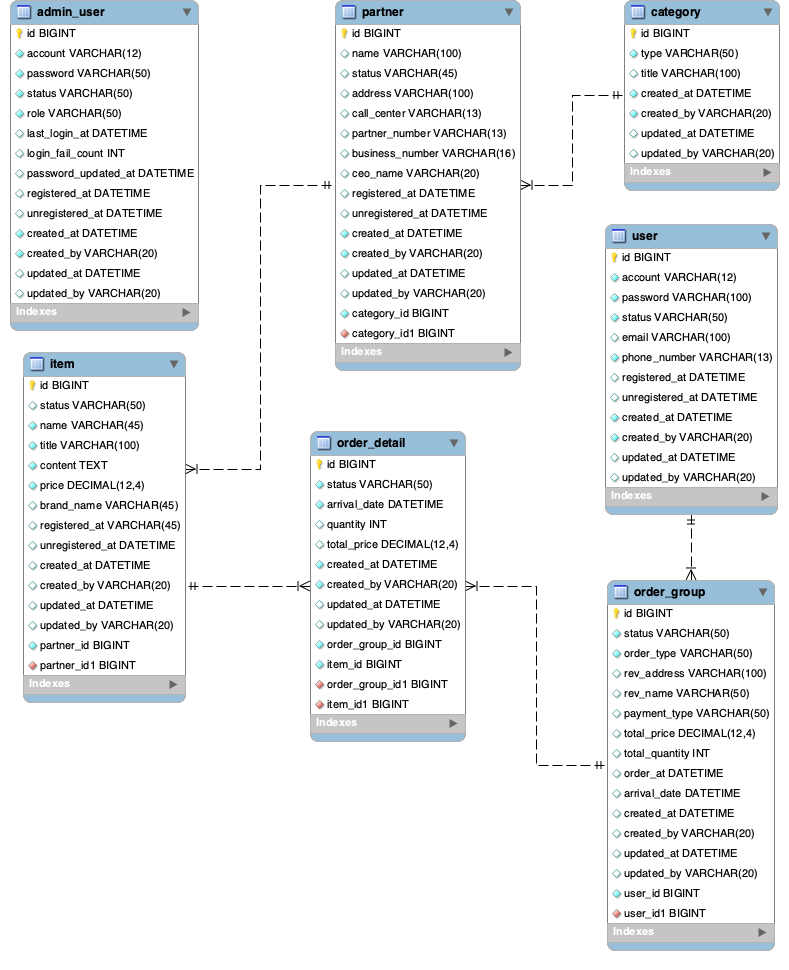 admin_user
id BIGINT
account VARCHAR(12)
password VARCHAR(50)
status VARCHAR(50)
role VARCHAR(50)
last_login_at DATETIME
login_fail_count INT
password_updated_at DATETIME
registered_at DATETIME
unregistered_at DATETIME
created_at DATETIME
created_by VARCHAR(20)
updated_at DATETIME
updated_by VARCHAR(20)
Indexes
partner
id BIGINT
name VARCHAR(100)
status VARCHAR(45)
address VARCHAR(100)
call_center VARCHAR(13)
partner_number VARCHAR(13)
business_number VARCHAR(16)
ceo_name VARCHAR(20)
registered_at DATETIME
unregistered_at DATETIME
created_at DATETIME
created_by VARCHAR(20)
updated_at DATETIME
updated_by VARCHAR(20)
category_id BIGINT
category_id1 BIGINT
Indexes
category
id BIGINT
type VARCHAR(50)
title VARCHAR(100)
created_at DATETIME
created_by VARCHAR(20)
updated_at DATETIME
updated_by VARCHAR(20)
Indexes
user
id BIGINT
account VARCHAR(12)
password VARCHAR(100)
status VARCHAR(50)
email VARCHAR(100)
phone_number VARCHAR(13)
registered_at DATETIME
unregistered_at DATETIME
created_at DATETIME
created_by VARCHAR(20)
updated_at DATETIME
updated_by VARCHAR(20)
Indexes
item
id BIGINT
status VARCHAR(50)
name VARCHAR(45)
title VARCHAR(100)
content TEXT
price DECIMAL(12,4)
brand_name VARCHAR(45)
registered_at VARCHAR(45)
unregistered_at DATETIME
created_at DATETIME
created_by VARCHAR(20)
updated_at DATETIME
updated_by VARCHAR(20)
partner_id BIGINT
partner_id1 BIGINT
Indexes
order_detail
id BIGINT
status VARCHAR(50)
arrival_date DATETIME
quantity INT
total_price DECIMAL(12,4)
created_at DATETIME
created_by VARCHAR(20)
updated_at DATETIME
updated_by VARCHAR(20)
order_group_id BIGINT
item_id BIGINT
order_group_id1 BIGINT
item_id1 BIGINT
Indexes
order_group
id BIGINT
status VARCHAR(50)
order_type VARCHAR(50)
rev_address VARCHAR(100)
rev_name VARCHAR(50)
payment_type VARCHAR(50)
total_price DECIMAL(12,4)
total_quantity INT
order_at DATETIME
arrival_date DATETIME
created_at DATETIME
created_by VARCHAR(20)
updated_at DATETIME
updated_by VARCHAR(20)
user_id BIGINT
user_id1 BIGINT
Indexes